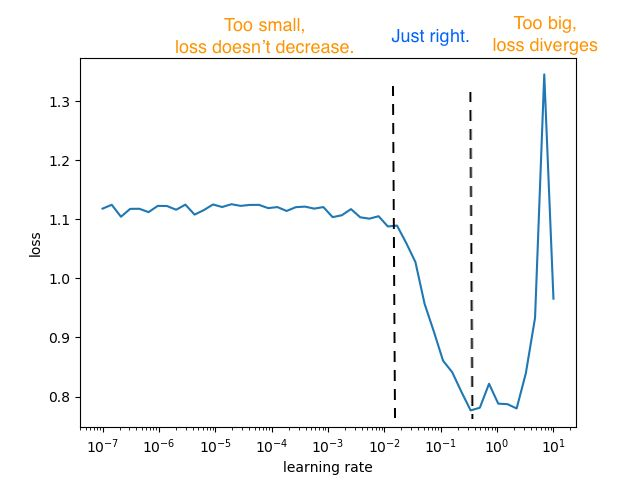 Too small,
loss doesn't decrease.
Just right.
Too big,
loss diverges
loss
1.3
1.2
1.1
1.0
0.9
0.8
10⁻⁷
10⁻⁶
10⁻⁵
10⁻⁴
10⁻³
10⁻²
10⁻¹
10⁰
10¹
learning rate